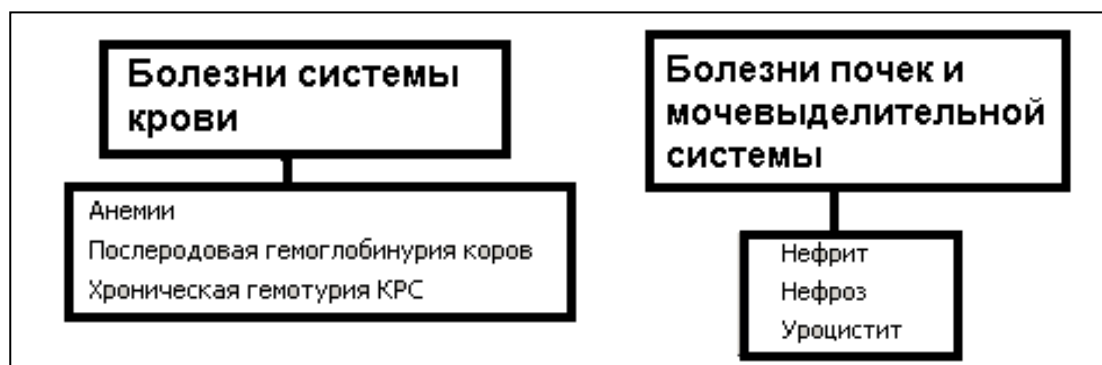 Болезни системы
крови
Анемии
Послеродовая гемоглобинурия коров
Хроническая гемотурия КРС
Болезни почек и
мочевыделительной
системы
Нефрит
Нефроз
Уроцистит